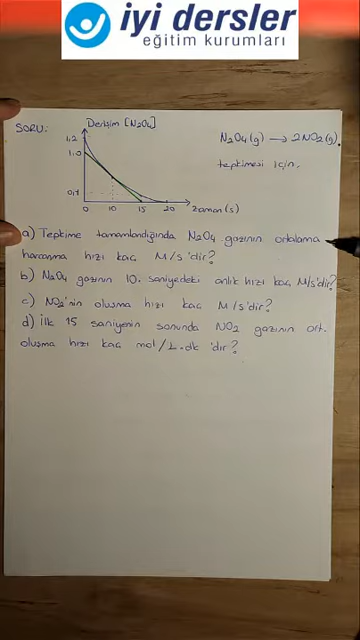 iyi dersler
eğitim kurumları
SORU:
Derişim [N₂O₄]
1,2
1,0
0,1
0 10 15 20 Zaman (s)
N₂O₄(g) → 2NO₂(g)
tepkimesi için,
a) Tepkime tamamlandığında N₂O₄ gazının ortalama
harcanma hızı kaç M/s'dir?
b) N₂O₄ gazının 10. saniyedeki anlık hızı kaç M/s'dir?
c) NO₂'nin oluşma hızı kaç M/s'dir?
d) İlk 15 saniyenin sonunda NO₂ gazının ort.
oluşma hızı kaç mol/L.dk 'dır?